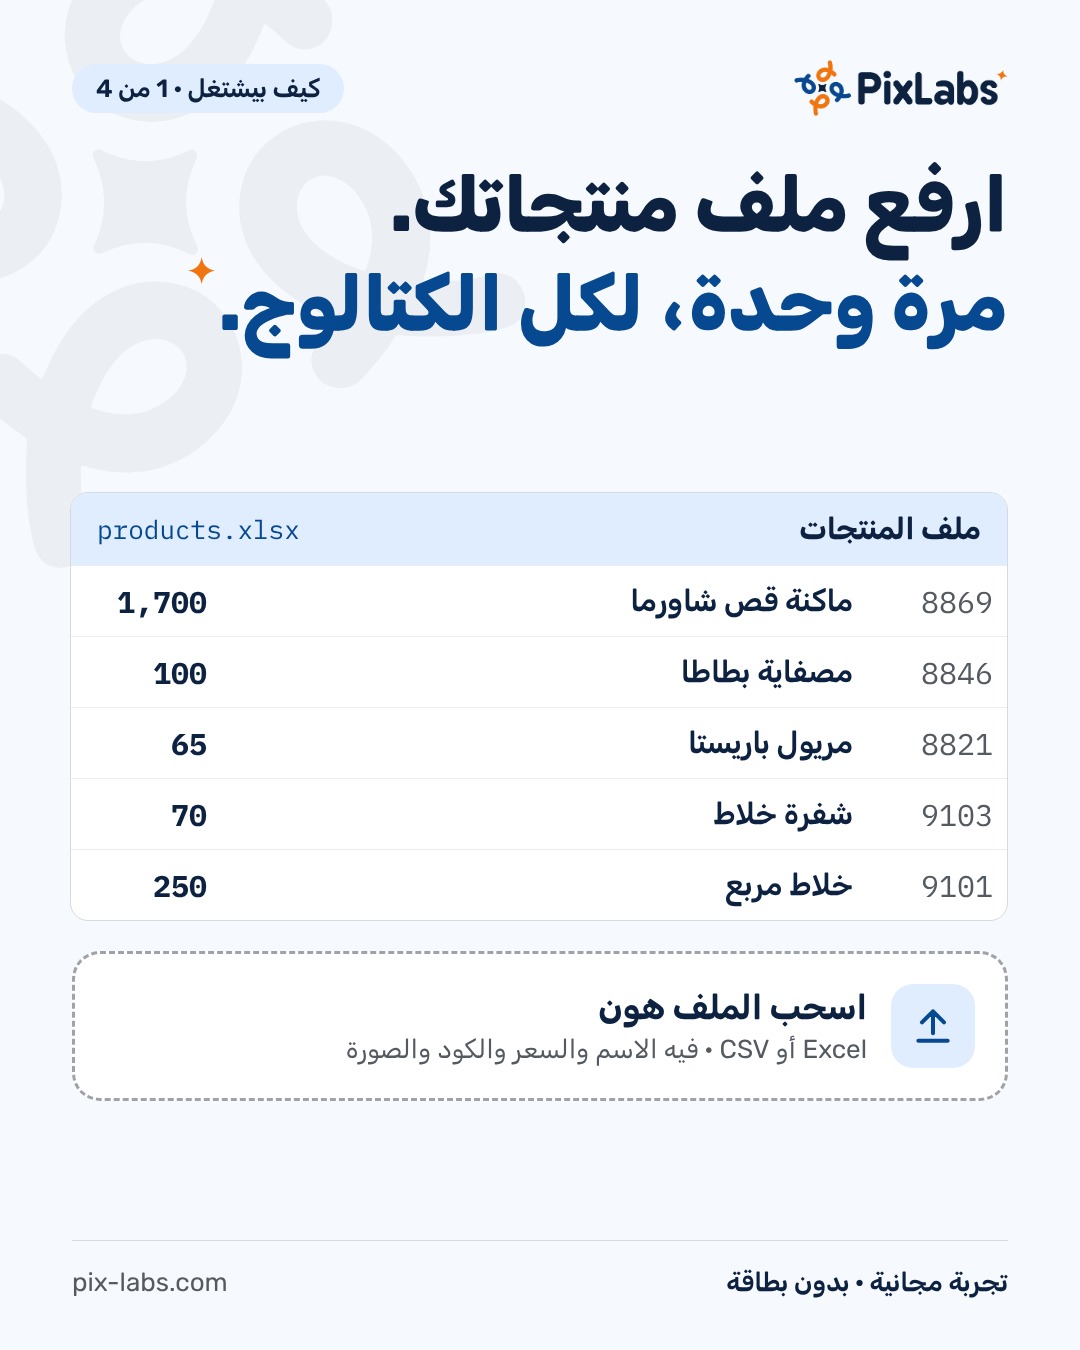 PixLabs
كيف بيشتغل • 1 من 4
ارفع ملف منتجاتك.
مرة وحدة، لكل الكتالوج.
ملف المنتجات products.xlsx
8869 ماكنة قص شاورما 1,700
8846 مصفاية بطاطا 100
8821 مريول باريستا 65
9103 شفرة خلاط 70
9101 خلاط مربع 250
اسحب الملف هون
Excel أو CSV • فيه الاسم والسعر والكود والصورة
تجربة مجانية • بدون بطاقة
pix-labs.com